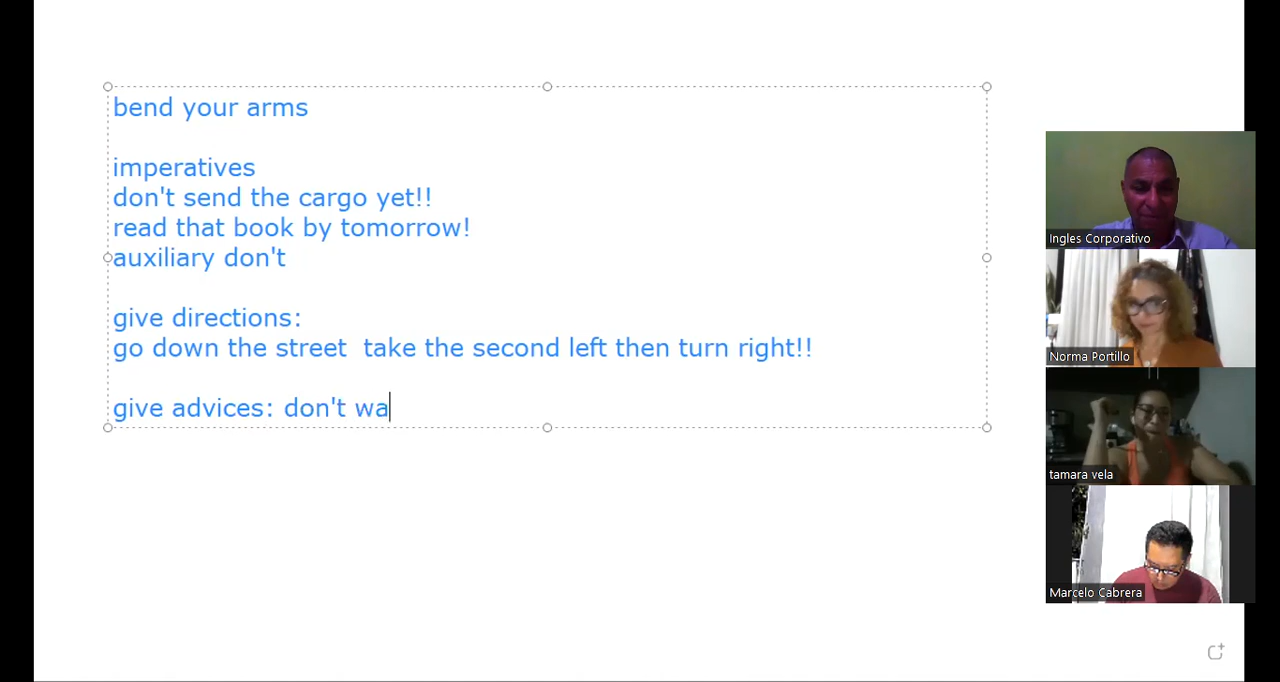 bend your arms
imperatives
don't send the cargo yet!!
read that book by tomorrow!
auxiliary don't
give directions:
go down the street  take the second left then turn right!!
give advices: don't wa
Ingles Corporativo
Norma Portillo
tamara vela
Marcelo Cabrera